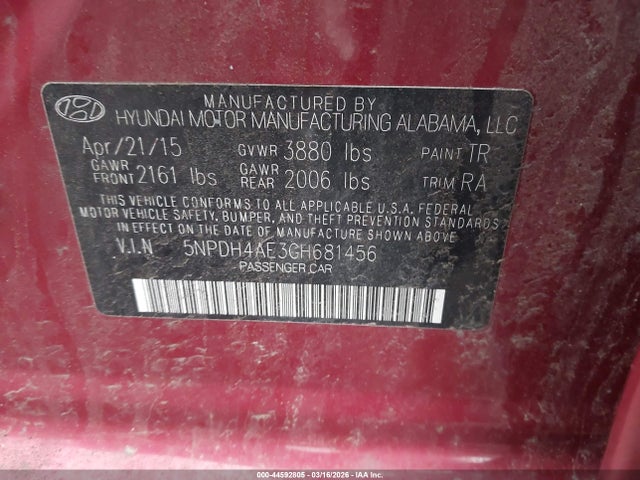 MANUFACTURED BY
HYUNDAI MOTOR MANUFACTURING ALABAMA, LLC
Apr/21/15 GVWR 3880 lbs PAINT TR
GAWR FRONT 2161 lbs GAWR REAR 2006 lbs TRIM RA
THIS VEHICLE CONFORMS TO ALL APPLICABLE U.S.A. FEDERAL
MOTOR VEHICLE SAFETY, BUMPER, AND THEFT PREVENTION STANDARDS
IN EFFECT ON THE DATE OF MANUFACTURE SHOWN ABOVE.
V.I.N 5NPDH4AE3GH681456
PASSENGER CAR
000-44592805 - 03/16/2026 - COPART